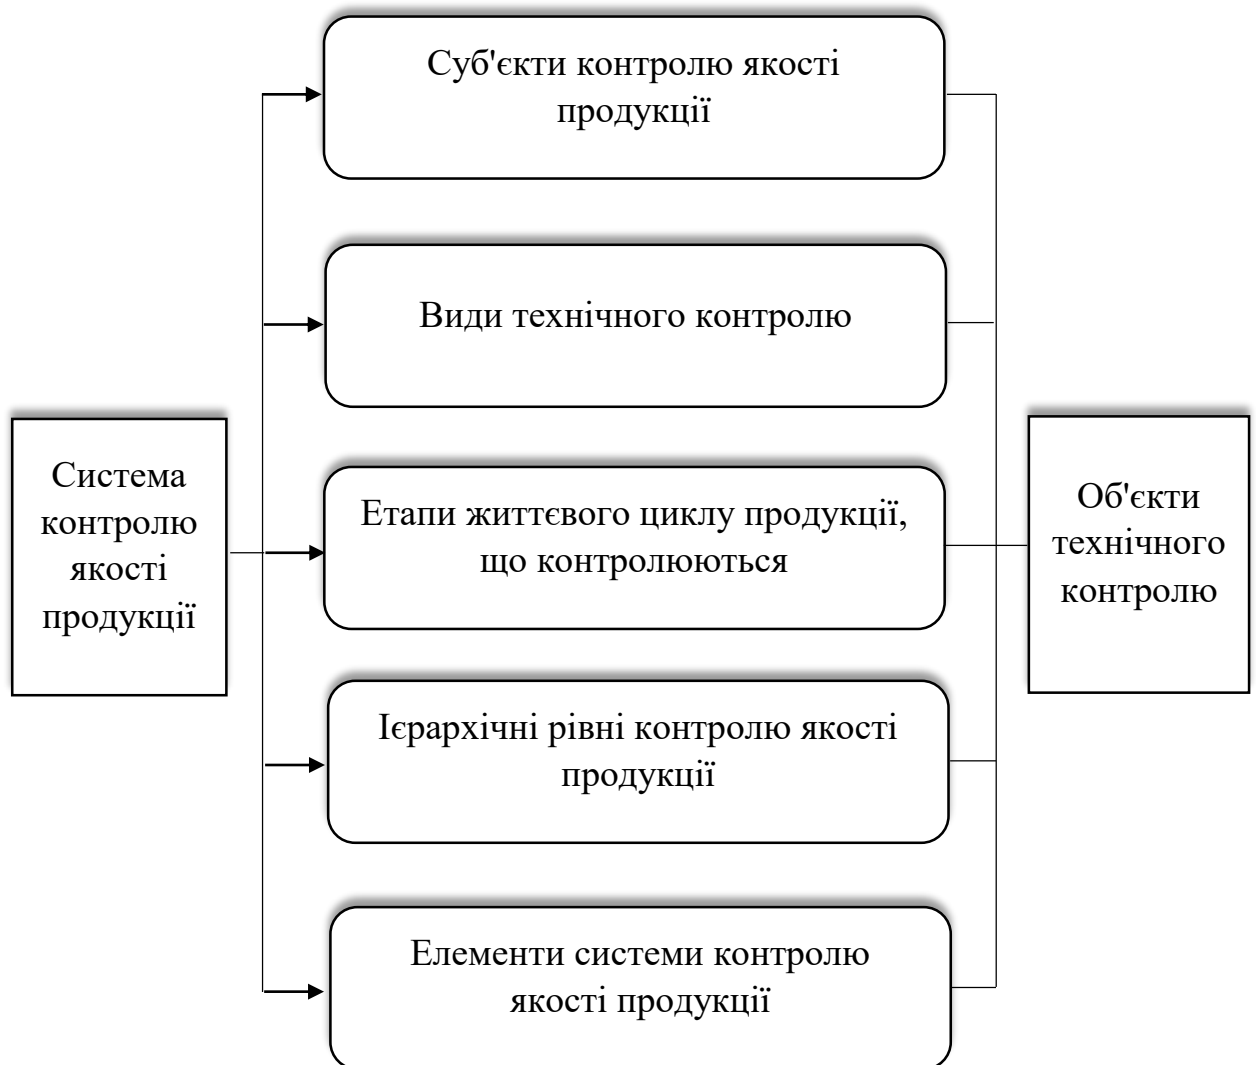 Суб'єкти контролю якості
продукції
Види технічного контролю
Система
контролю
якості
продукції
Етапи життєвого циклу продукції,
що контролюються
Об'єкти
технічного
контролю
Ієрархічні рівні контролю якості
продукції
Елементи системи контролю
якості продукції